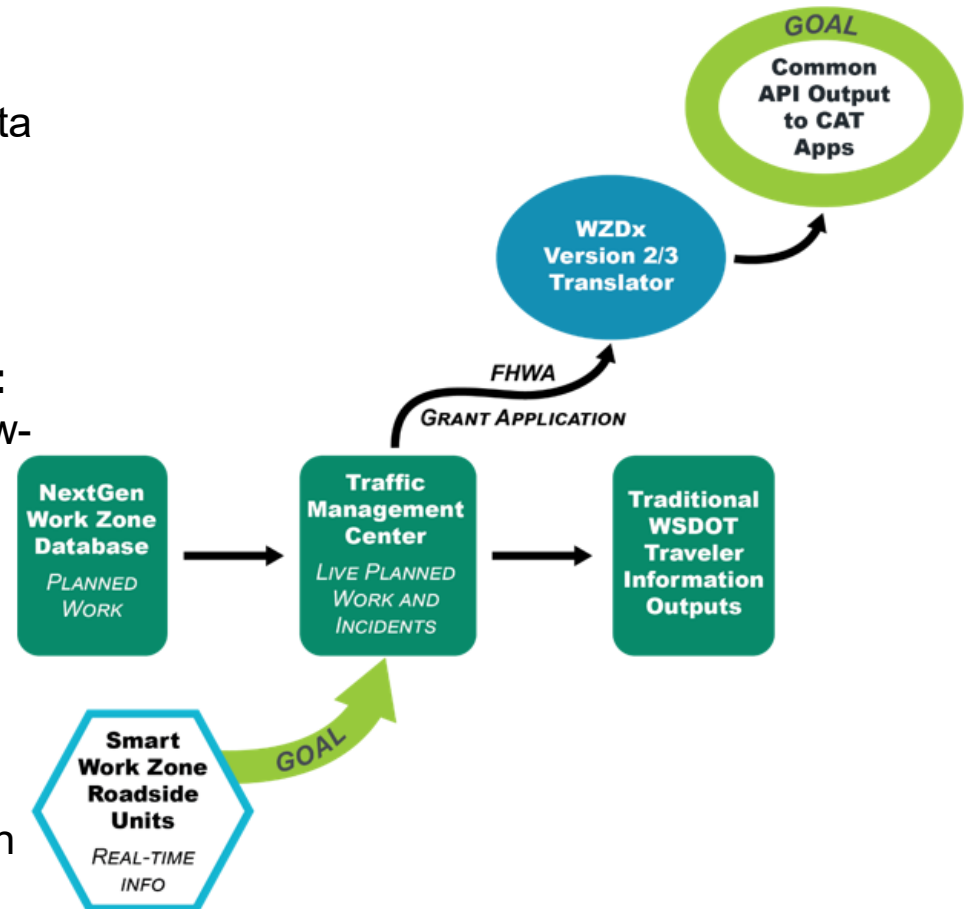 GOAL
Common
API Output
to CAT
Apps
ta
WZDx
Version 2/3
Translator
:
w-
FHWA
GRANT APPLICATION
NextGen
Work Zone
Database
PLANNED
WORK
Traffic
Management
Center
LIVE PLANNED
WORK AND
INCIDENTS
Traditional
WSDOT
Traveler
Information
Outputs
GOAL
Smart
Work Zone
Roadside
Units
REAL-TIME
INFO
n